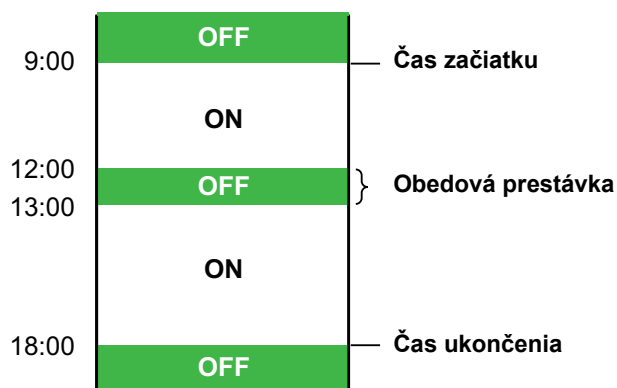 OFF
9:00 Čas začiatku
ON
12:00
OFF Obedová prestávka
13:00
ON
18:00 Čas ukončenia
OFF